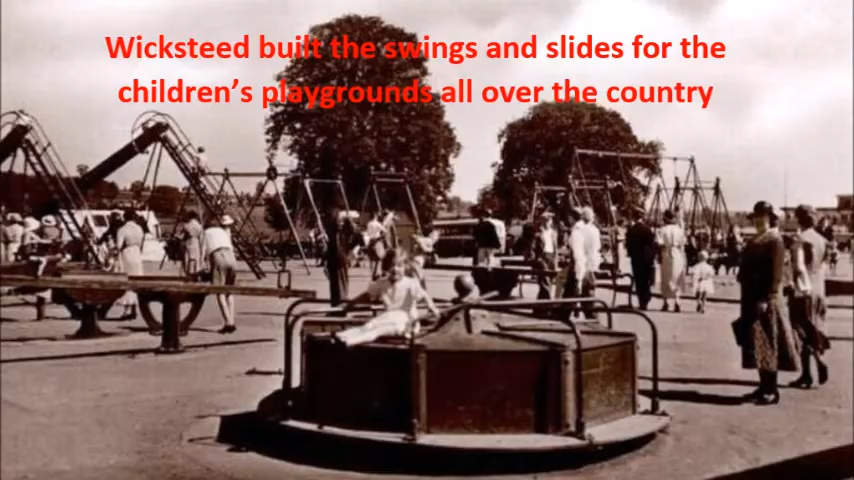 Wicksteed built the swings and slides for the
children’s playgrounds all over the country